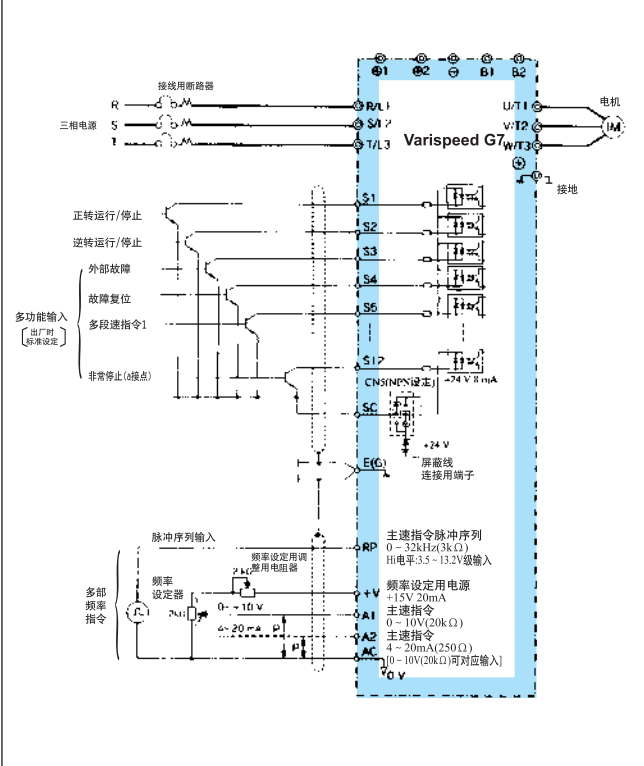 ⊕1 ⊕2 ⊖ B1 B2
接线用断路器
R
R/L1
U/T1
电机
三相电源
S
S/L2
V/T2
IM
T/L3
W/T3
Varispeed G7
接地
S1
正转运行/停止
S2
逆转运行/停止
S3
外部故障
S4
故障复位
S5
多功能输入
出厂时
标准设定
多段速指令1
S12
非常停止(a接点)
CN5(NPN设定)
+24 V 8 mA
SC
+24 V
E(G)
屏蔽线
连接用端子
脉冲序列输入
RP
主速指令脉冲序列
0~32kHz(3kΩ)
Hi电平:3.5~13.2V级输入
频率设定用调
整用电阻器
2 kΩ
多部
频率
指令
频率
设定器
+V
频率设定用电源
+15V 20mA
2kΩ
0~+10 V
A1
主速指令
0~10V(20kΩ)
4~20 mA
P
A2
主速指令
4~20mA(250Ω)
P
AC
[0~10V(20kΩ)可对应输入]
0 V